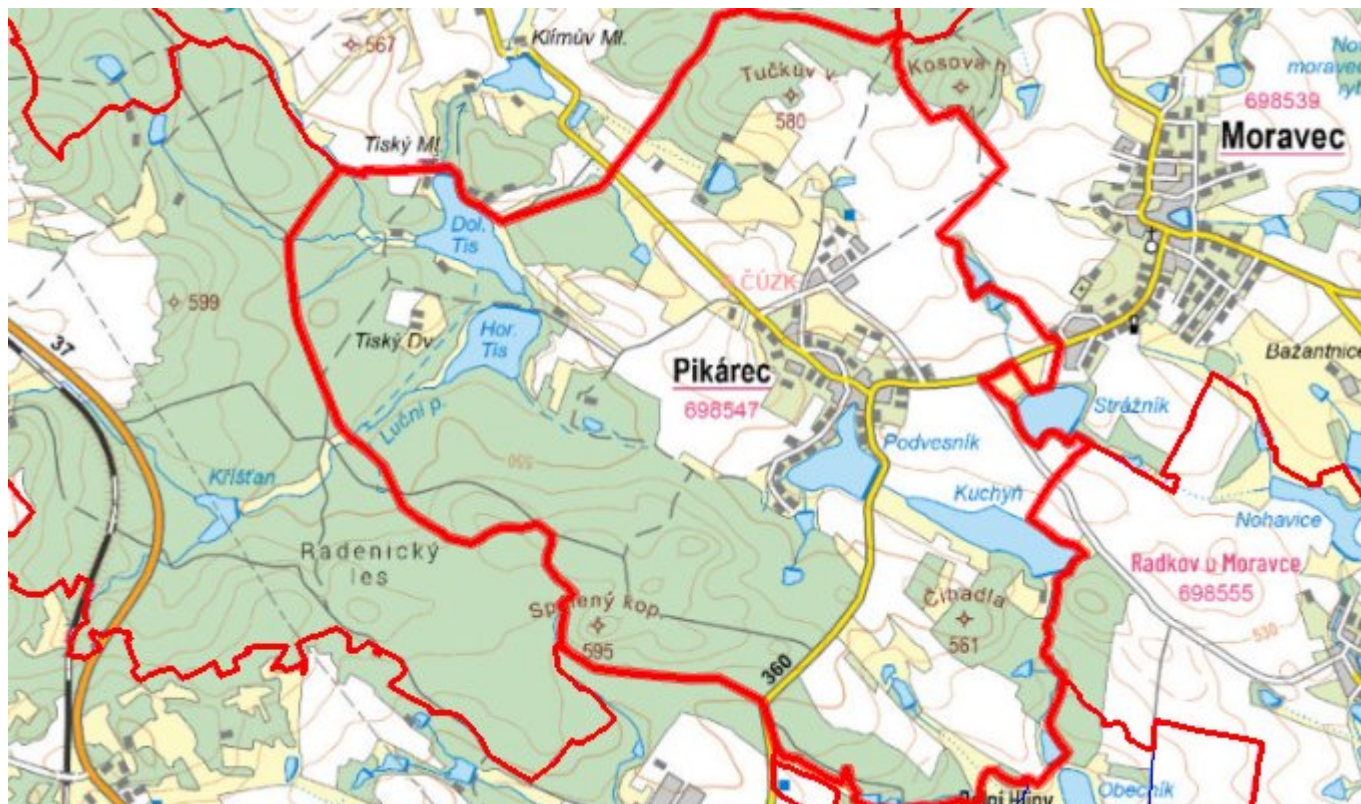 567
Klímův Ml.
Tučkův v.
580
Kosova h.
698539
Moravec
Tiský Ml.
Dol.
Tis
599
© ČÚZK
37
Tiský Dv.
Hor.
Tis
Bažantnice
Pikárec
698547
Strážník
Luční p.
550
Podvesník
Křišťan
Kuchyň
Nohavice
Radenický
les
Radkov u Moravce
698555
Čihadla
561
530
595
360
Obecník